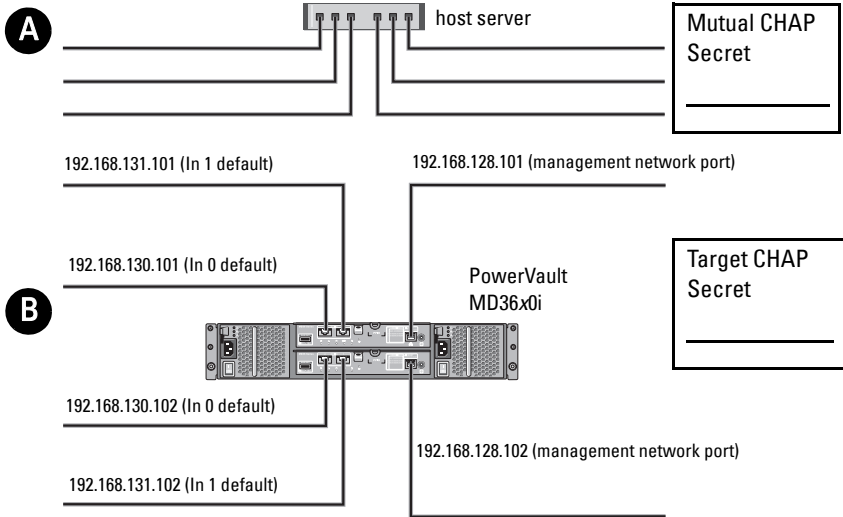 A
host server
Mutual CHAP
Secret
192.168.131.101 (In 1 default)
192.168.128.101 (management network port)
192.168.130.101 (In 0 default)
PowerVault
MD36x0i
Target CHAP
Secret
B
192.168.130.102 (In 0 default)
192.168.128.102 (management network port)
192.168.131.102 (In 1 default)